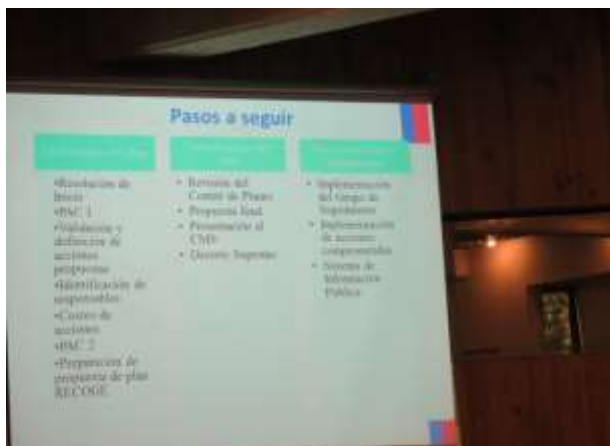 Pasos a seguir
•Resolución de
Inicio
•PAC 1
•Validación y
definición de
acciones
propuestas
•Identificación de
responsables
•Costeo de
acciones
•PAC 2
•Preparación de
propuesta de plan
RECOGE
• Revisión del
Comité de Planes
• Propuesta final
• Presentación al
CMS
• Decreto Supremo
• Implementación
del Grupo de
Seguimiento
• Implementación
de acciones
comprometidas
• Sistema de
Información
Pública